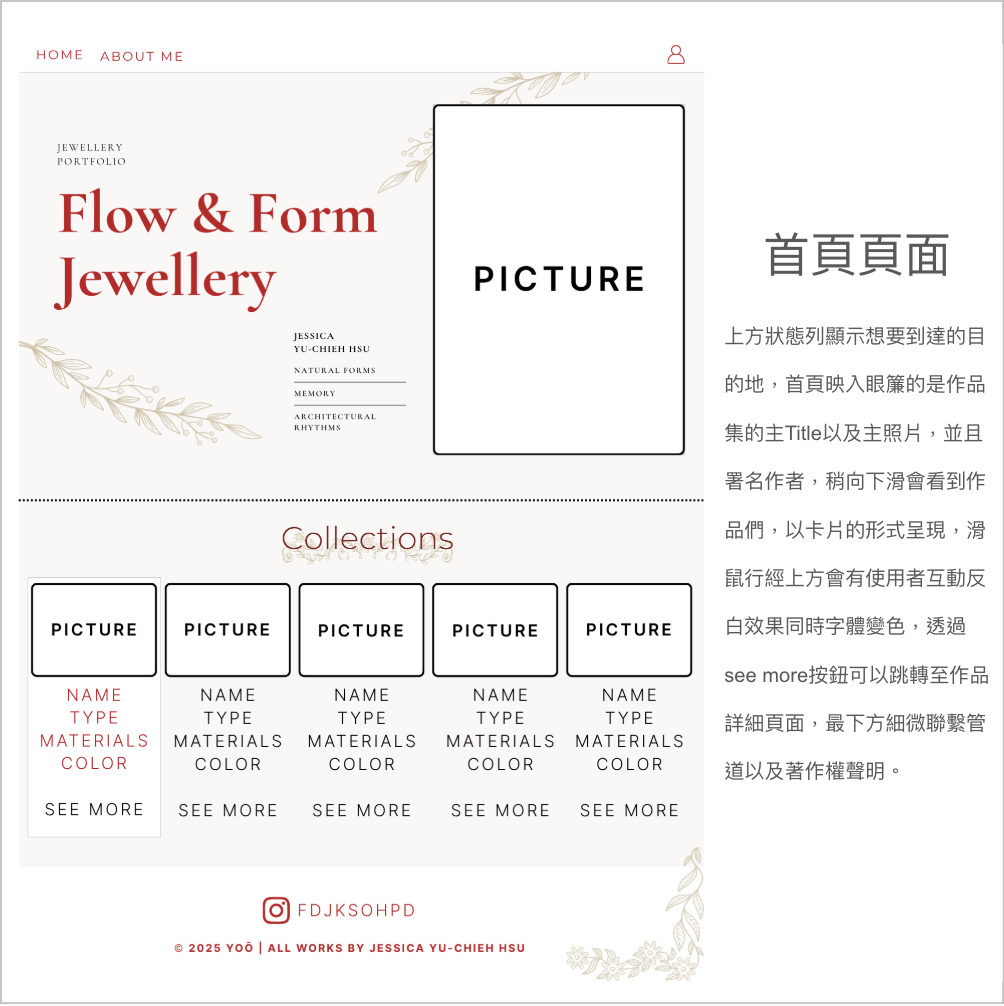 HOME ABOUT ME
JEWELLERY
PORTFOLIO
Flow & Form
Jewellery
JESSICA
YU-CHIEH HSU
NATURAL FORMS
MEMORY
ARCHITECTURAL
RHYTHMS
PICTURE
Collections
PICTURE PICTURE PICTURE PICTURE PICTURE
NAME NAME NAME NAME NAME
TYPE TYPE TYPE TYPE TYPE
MATERIALS MATERIALS MATERIALS MATERIALS MATERIALS
COLOR COLOR COLOR COLOR COLOR
SEE MORE SEE MORE SEE MORE SEE MORE SEE MORE
FDJKSOHPD
© 2025 YOŌ | ALL WORKS BY JESSICA YU-CHIEH HSU
首頁頁面
上方狀態列顯示想要到達的目
的地，首頁映入眼簾的是作品
集的主Title以及主照片，並且
署名作者，稍向下滑會看到作
品們，以卡片的形式呈現，滑
鼠行經上方會有使用者互動反
白效果同時字體變色，透過
see more按鈕可以跳轉至作品
詳細頁面，最下方細微聯繫管
道以及著作權聲明。